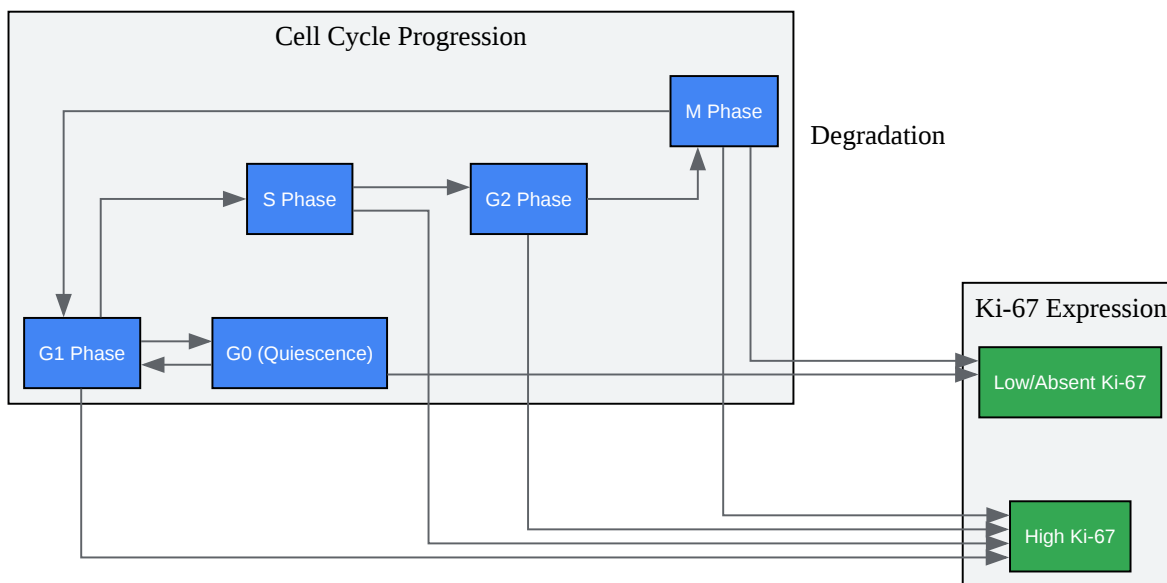 Cell Cycle Progression
M Phase
Degradation
S Phase
G2 Phase
Ki-67 Expression
G1 Phase
G0 (Quiescence)
Low/Absent Ki-67
High Ki-67